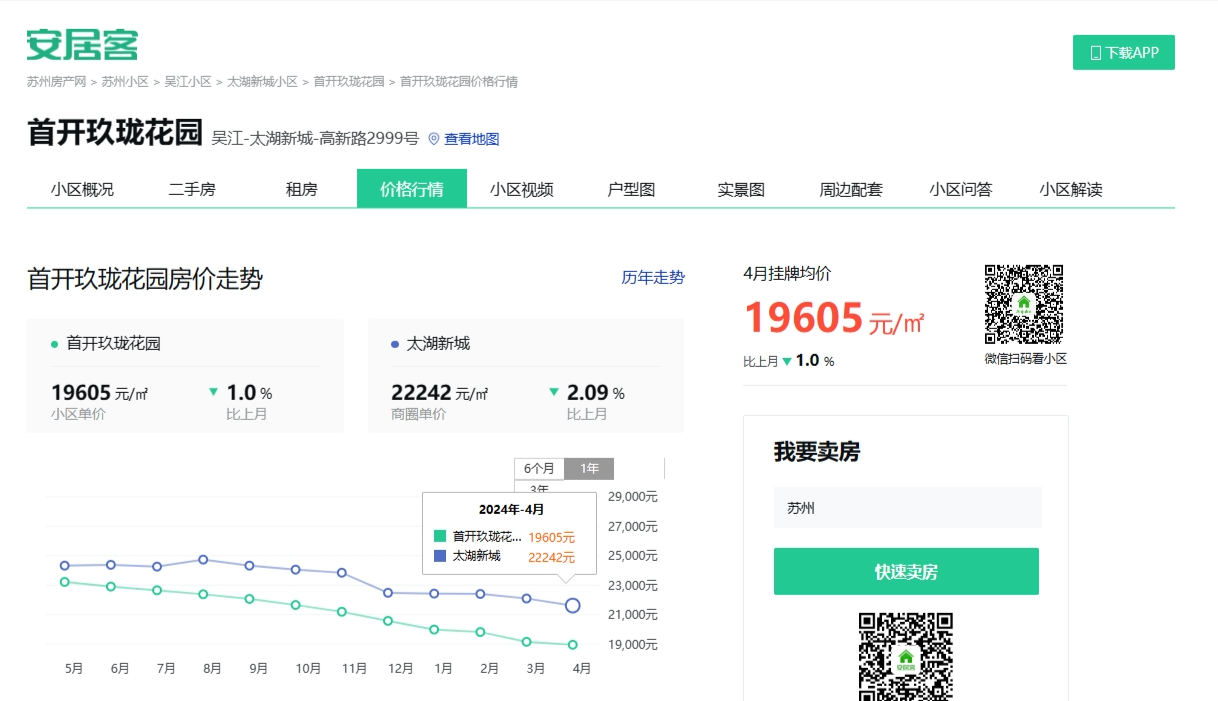 安居客
下载APP
苏州房产网 > 苏州小区 > 吴江小区 > 太湖新城小区 > 首开玖珑花园 > 首开玖珑花园价格行情
首开玖珑花园 吴江-太湖新城-高新路2999号 查看地图
小区概况 二手房 租房 价格行情 小区视频 户型图 实景图 周边配套 小区问答 小区解读
首开玖珑花园房价走势 历年走势
首开玖珑花园
19605 元/㎡ ▼ 1.0 %
小区单价 比上月
太湖新城
22242 元/㎡ ▼ 2.09 %
商圈单价 比上月
6个月 1年
3年
2024年-4月
首开玖珑花... 19605元
太湖新城 22242元
29,000元
27,000元
25,000元
23,000元
21,000元
19,000元
5月 6月 7月 8月 9月 10月 11月 12月 1月 2月 3月 4月
4月挂牌均价
19605 元/㎡
比上月 ▼ 1.0 %
微信扫码看小区
我要卖房
苏州
快速卖房
安居客